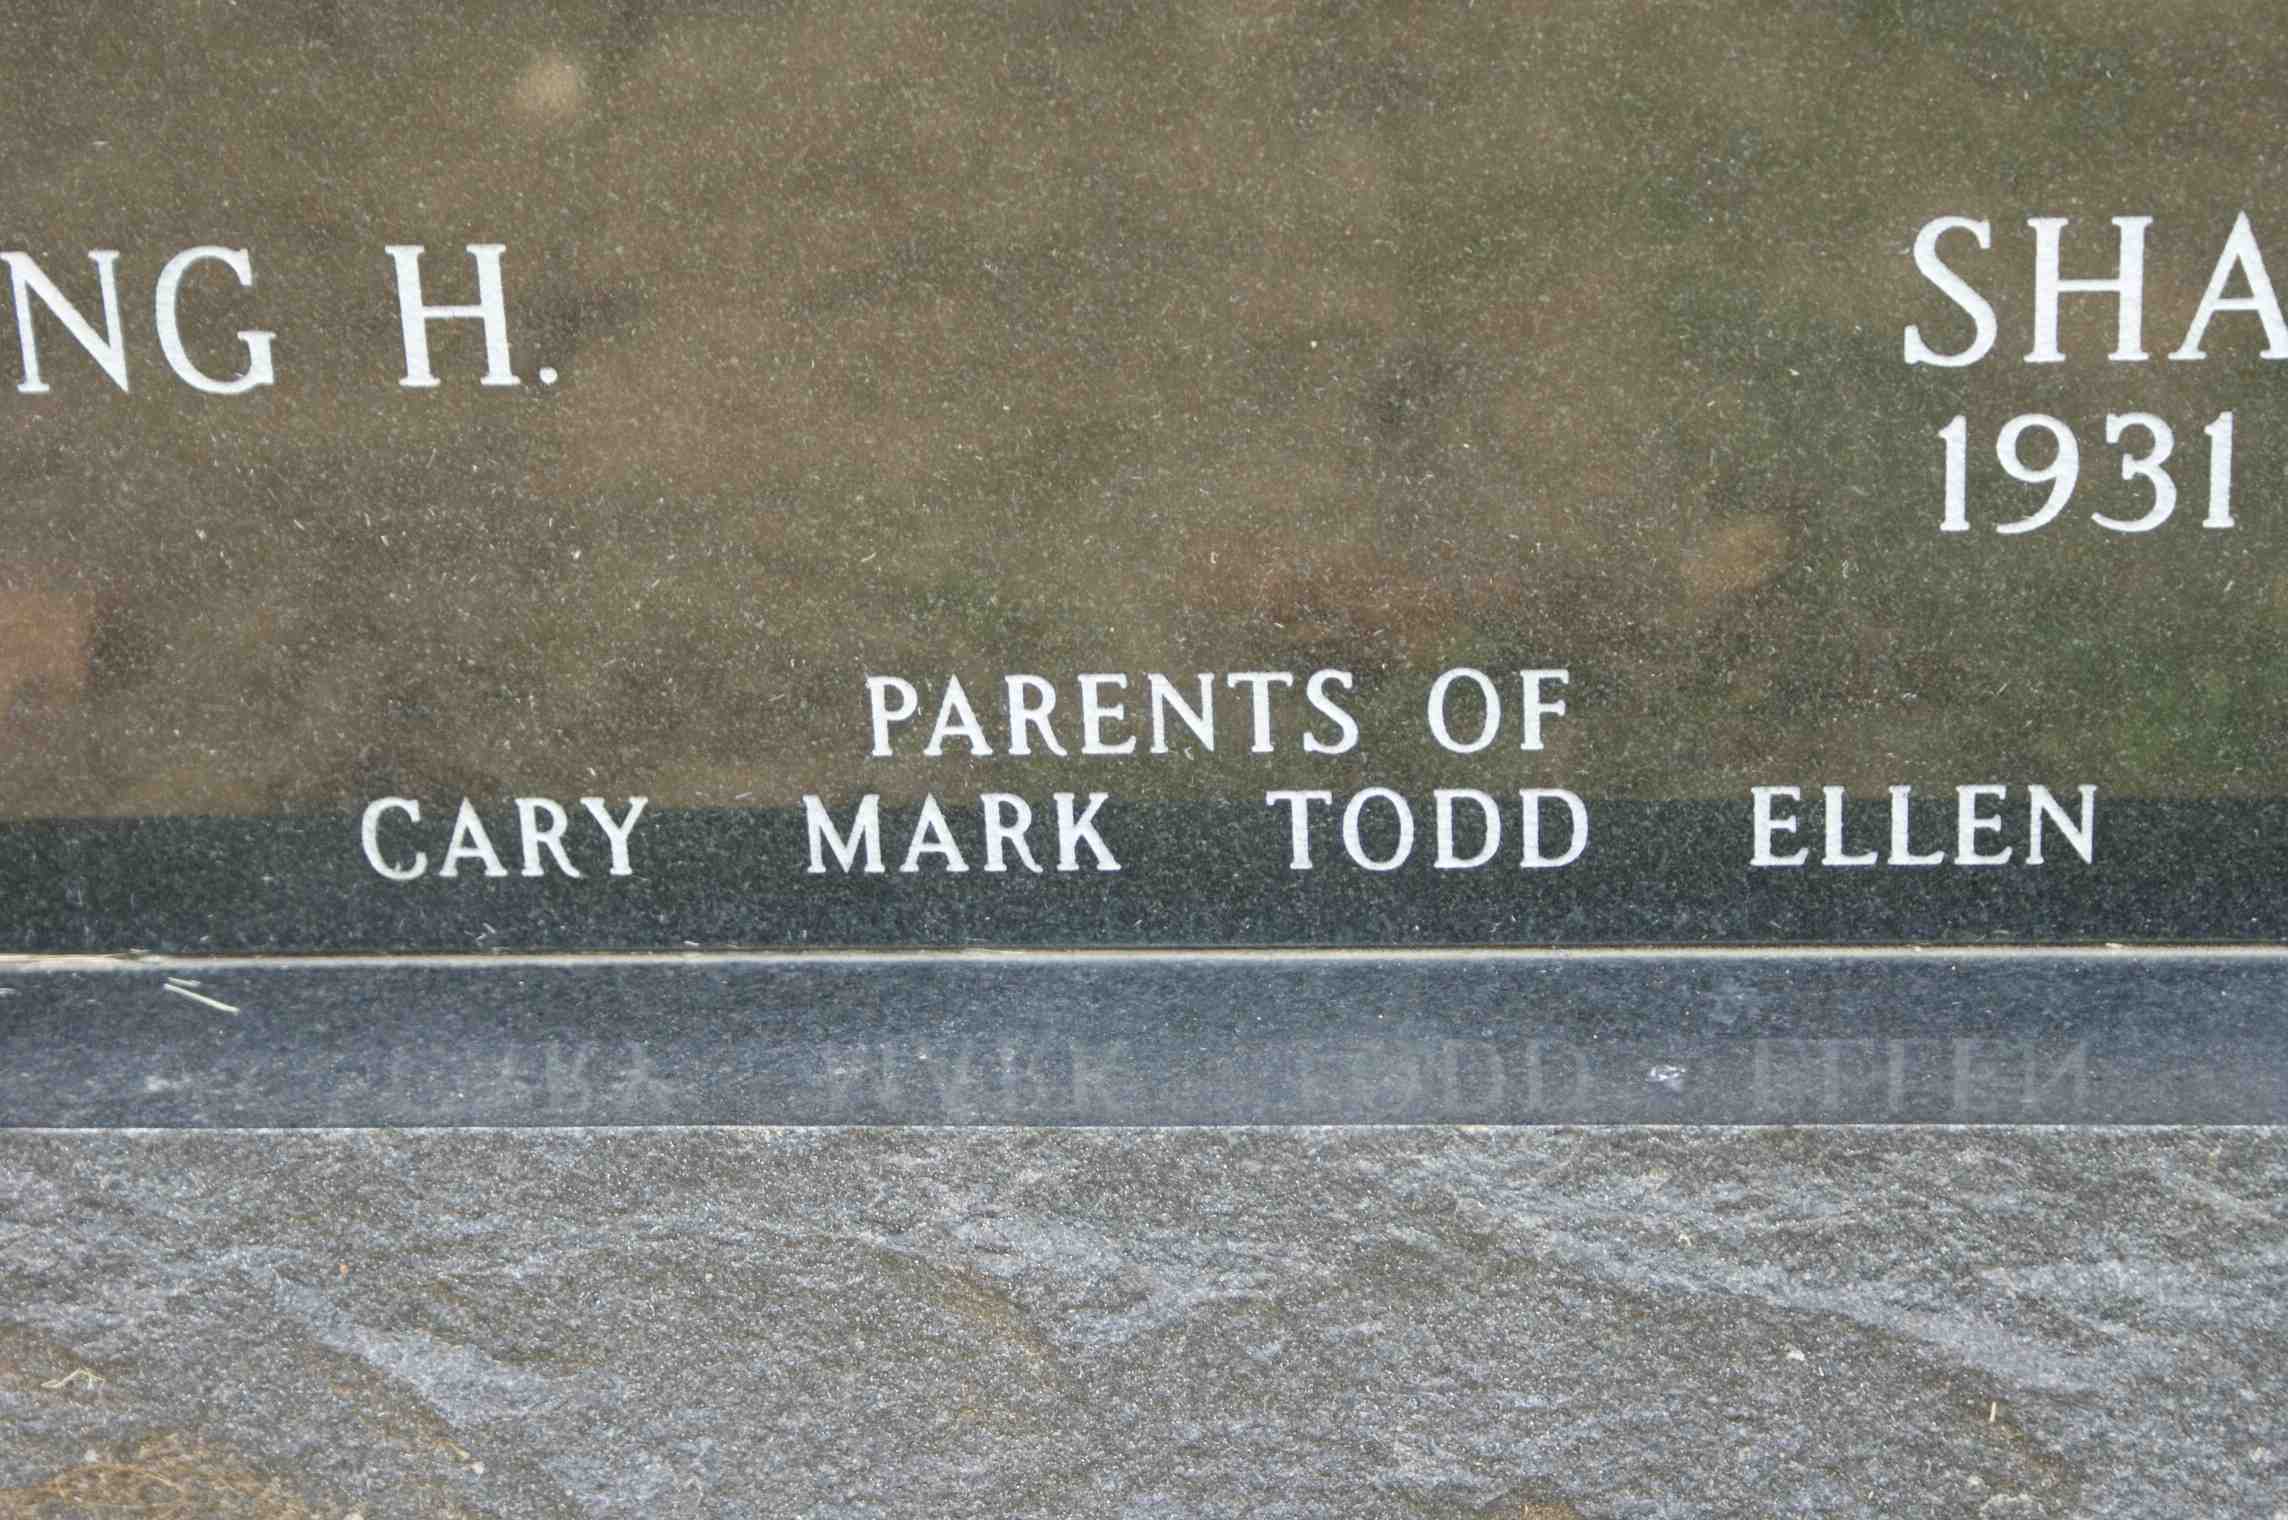 NG H. SHA
1931
PARENTS OF
CARY MARK TODD ELLEN